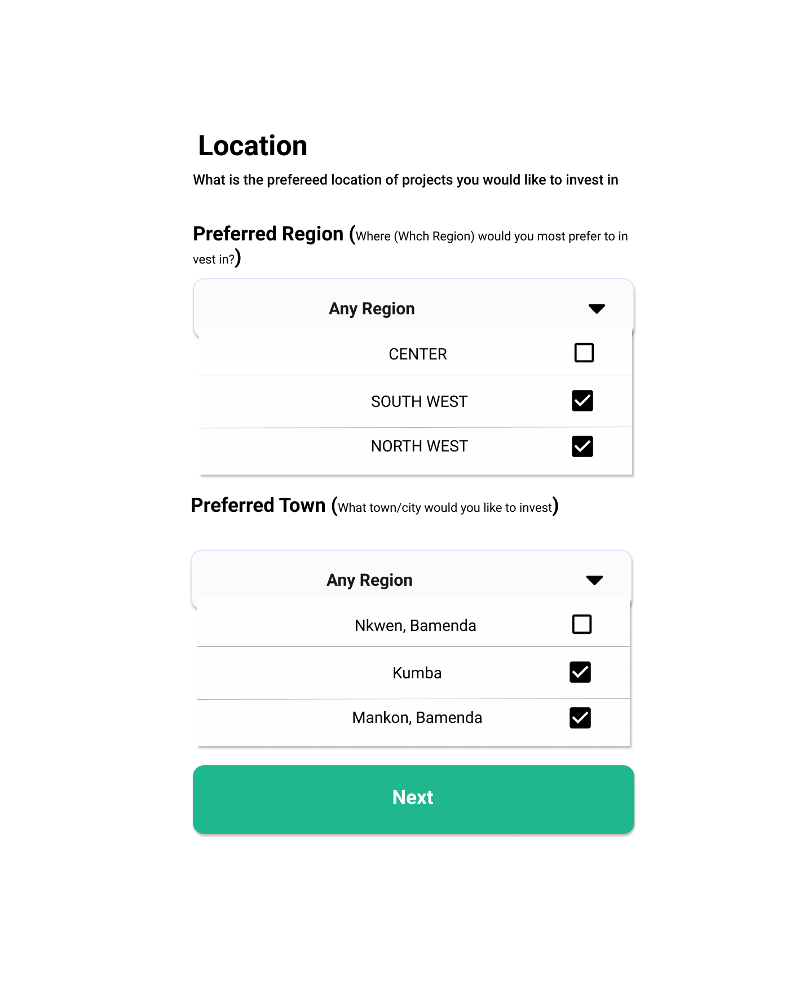 Location
What is the prefereed location of projects you would like to invest in
Preferred Region (Where (Whch Region) would you most prefer to in
vest in?)
Any Region
CENTER
SOUTH WEST
NORTH WEST
Preferred Town (What town/city would you like to invest)
Any Region
Nkwen, Bamenda
Kumba
Mankon, Bamenda
Next